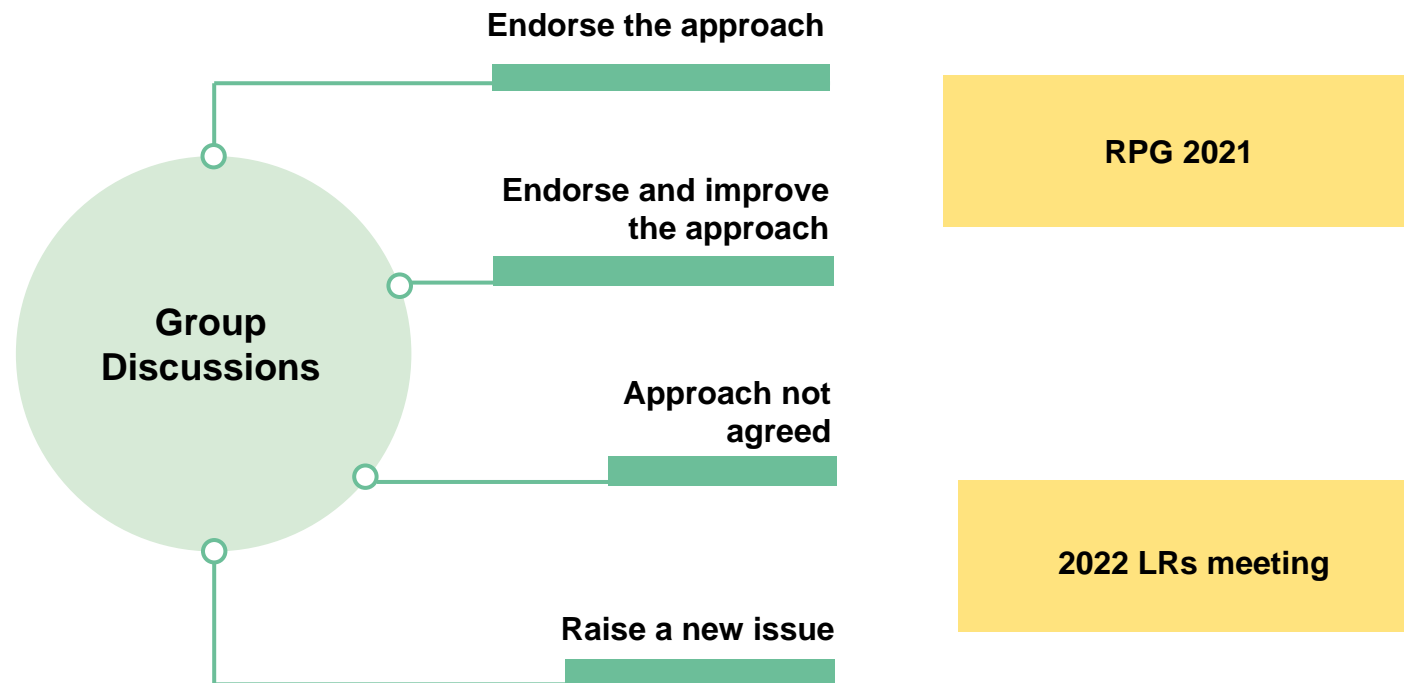 Endorse the approach
RPG 2021
Endorse and improve
the approach
Group
Discussions
Approach not
agreed
2022 LRs meeting
Raise a new issue